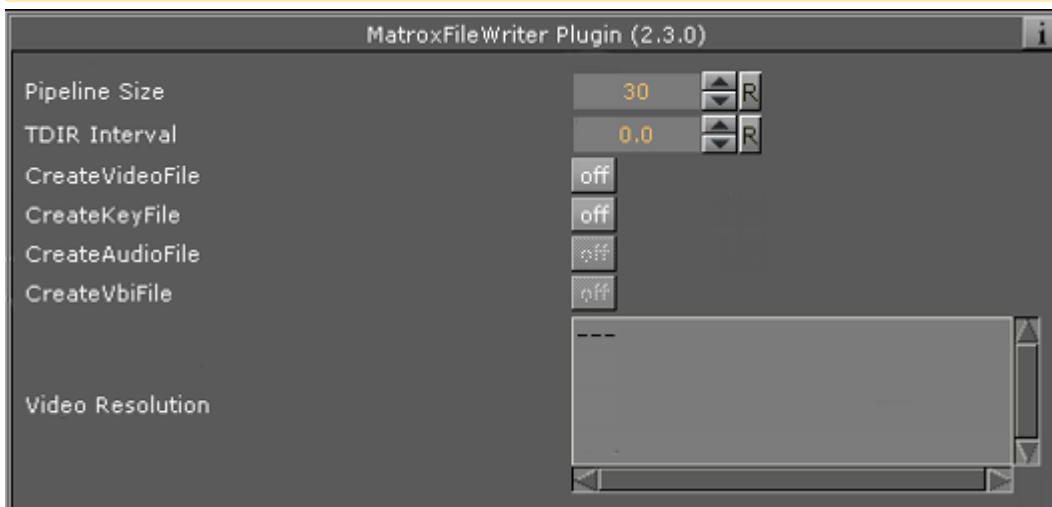 MatroxFileWriter Plugin (2.3.0) i
Pipeline Size 30 R
TDIR Interval 0.0 R
CreateVideoFile off
CreateKeyFile off
CreateAudioFile off
CreateVbiFile off
---
Video Resolution